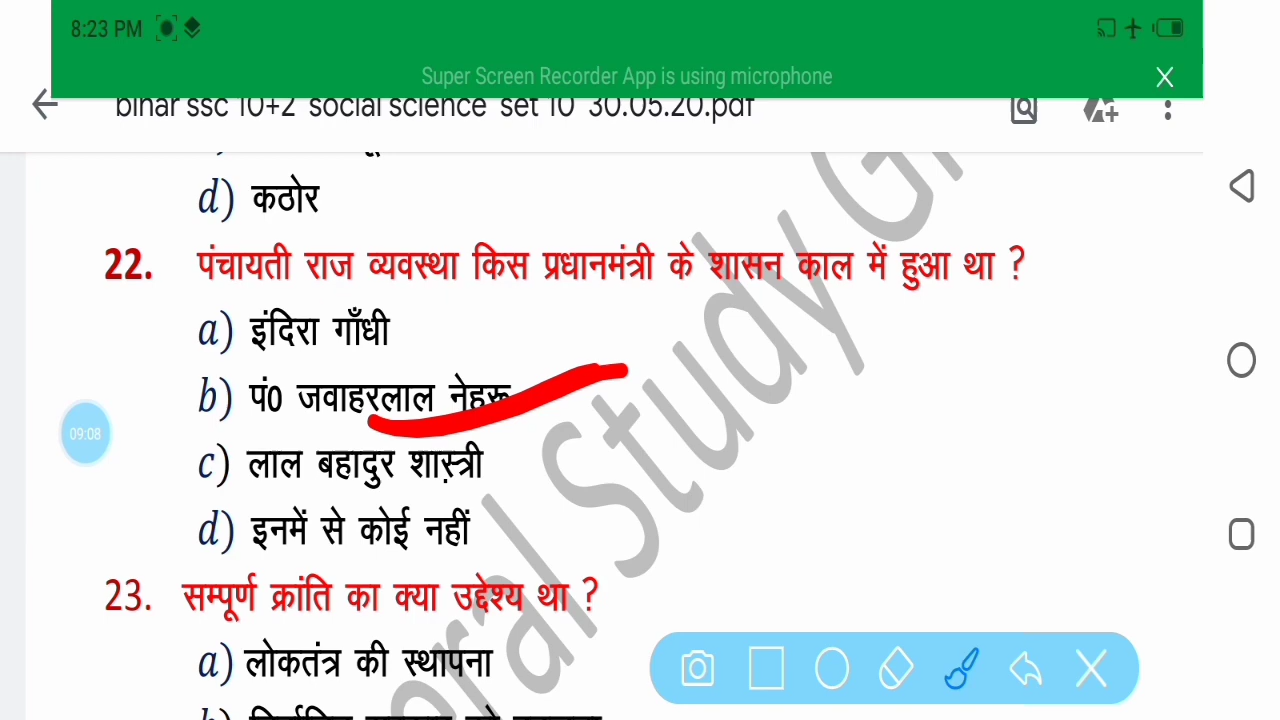 8:23 PM
Super Screen Recorder App is using microphone
bihar ssc 10+2 social science set 10 30.05.20.pdf
d) कठोर
22. पंचायती राज व्यवस्था किस प्रधानमंत्री के शासन काल में हुआ था ?
a) इंदिरा गाँधी
b) पं0 जवाहरलाल नेहरू
09:08
c) लाल बहादुर शास़्त्री
d) इनमें से कोई नहीं
23. सम्पूर्ण क्रांति का क्या उद्देश्य था ?
a) लोकतंत्र की स्थापना
Study